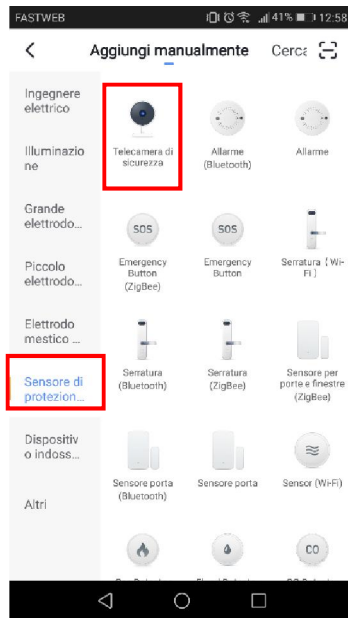 FASTWEB 41% 12:58
Aggiungi manualmente Cerca
Ingegnere
elettrico
Illuminazio
ne
Grande
elettrodo...
Piccolo
elettrodo...
Elettrodo
mestico ...
Sensore di
protezion...
Dispositiv
o indoss...
Altri
Telecamera di
sicurezza
Allarme
(Bluetooth)
Allarme
SOS
Emergency
Button
(ZigBee)
SOS
Emergency
Button
Serratura ( Wi-
Fi )
Serratura
(Bluetooth)
Serratura
(ZigBee)
Sensore per
porte e finestre
(ZigBee)
Sensore porta
(Bluetooth)
Sensore porta
Sensor (Wi-Fi)
CO